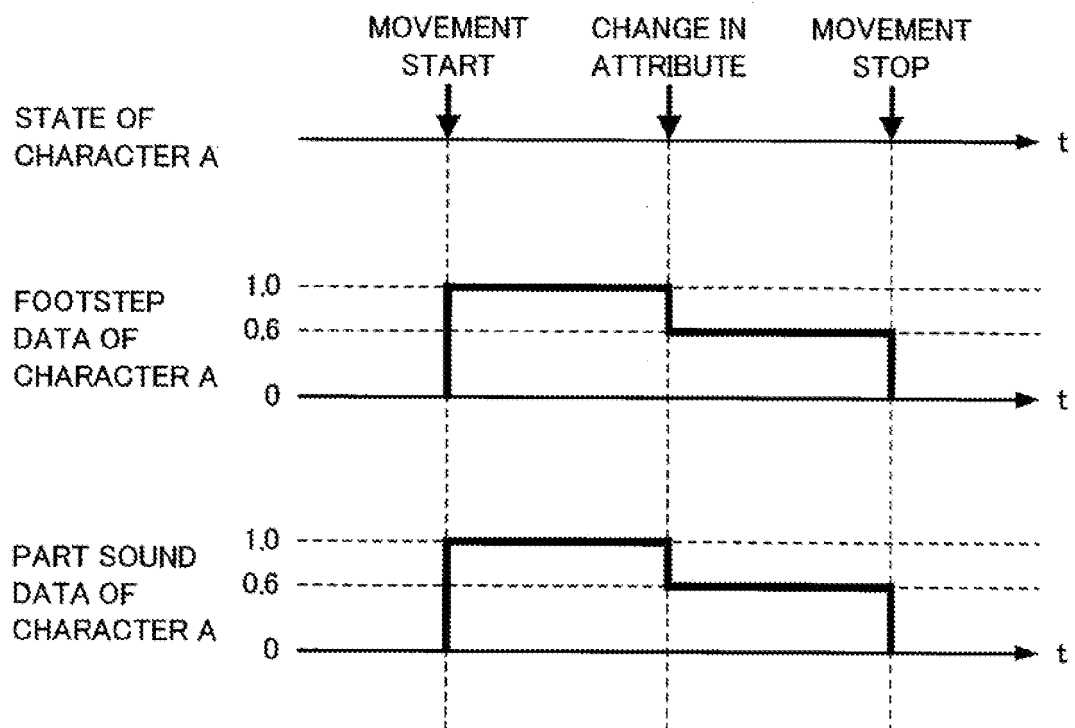 MOVEMENT
START
CHANGE IN
ATTRIBUTE
MOVEMENT
STOP
STATE OF
CHARACTER A
t
FOOTSTEP
DATA OF
CHARACTER A
1.0
0.6
0
t
PART SOUND
DATA OF
CHARACTER A
1.0
0.6
0
t